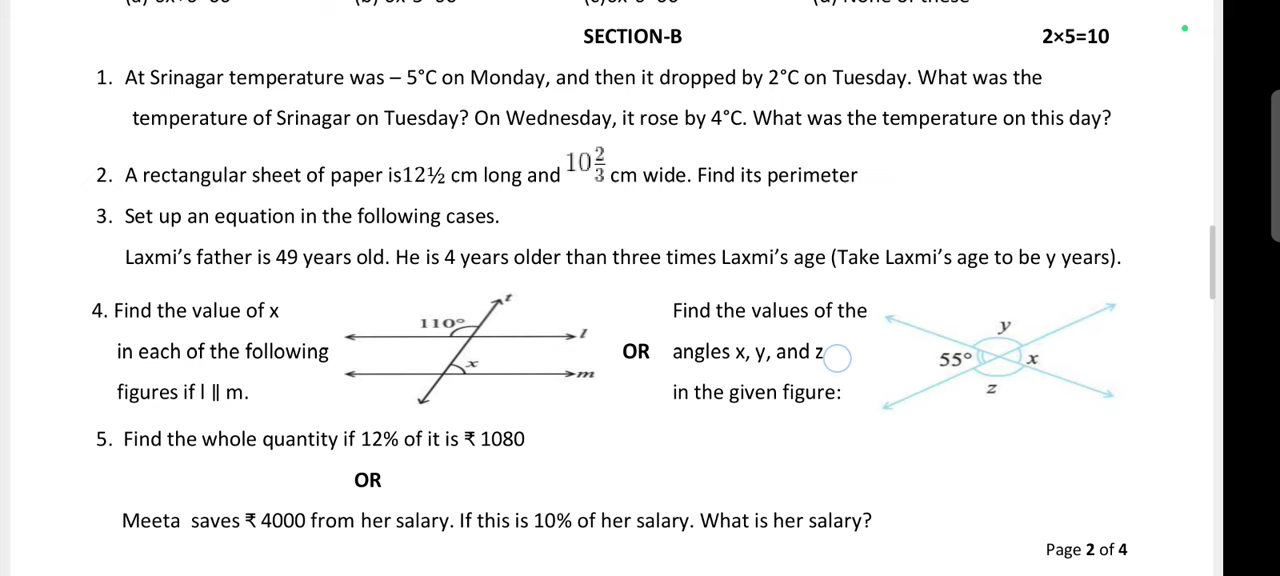 SECTION-B 2×5=10
1. At Srinagar temperature was – 5°C on Monday, and then it dropped by 2°C on Tuesday. What was the
temperature of Srinagar on Tuesday? On Wednesday, it rose by 4°C. What was the temperature on this day?
2. A rectangular sheet of paper is12½ cm long and 10 2/3 cm wide. Find its perimeter
3. Set up an equation in the following cases.
Laxmi's father is 49 years old. He is 4 years older than three times Laxmi's age (Take Laxmi's age to be y years).
4. Find the value of x
in each of the following
figures if l || m.
t
110°
l
x
m
OR
Find the values of the
angles x, y, and z
in the given figure:
y
55°
x
z
5. Find the whole quantity if 12% of it is ₹ 1080
OR
Meeta saves ₹ 4000 from her salary. If this is 10% of her salary. What is her salary?
Page 2 of 4